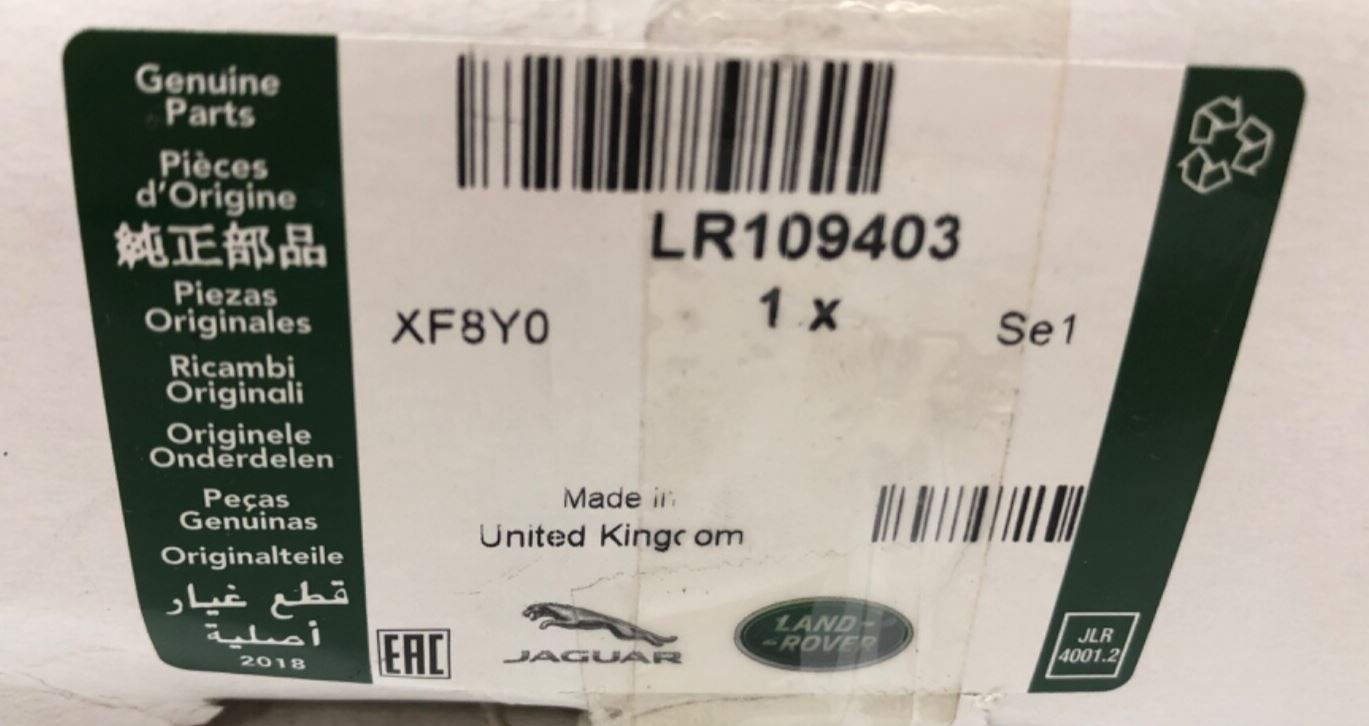 Genuine
Parts
Pièces
d'Origine
純正部品
Piezas
Originales
Ricambi
Originali
Originele
Onderdelen
Peças
Genuinas
Originalteile
قطع غيار
أصلية
2018
LR109403
1 x
XF8Y0
Se1
Made in
United Kingdom
EAC
JAGUAR
LAND-
-ROVER
JLR
4001.2